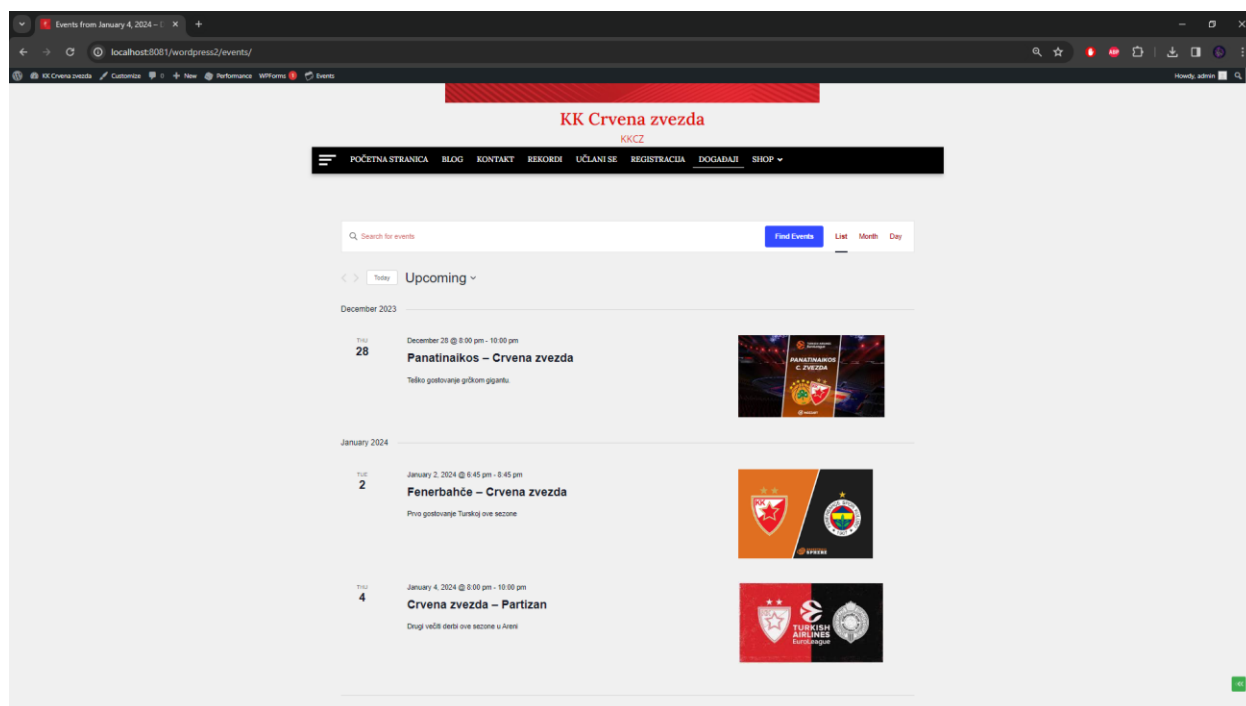 Events from January 4, 2024 –
localhost:8081/wordpress2/events/
ABP
KK Crvena zvezda Customize 0 New Performance WPForms Events
Howdy, admin
KK Crvena zvezda
KKCZ
POČETNA STRANICA BLOG KONTAKT REKORDI UČLANI SE REGISTRACIJA DOGAĐAJI SHOP
Search for events Find Events List Month Day
Today Upcoming
December 2023
THU
28
December 28 @ 8:00 pm - 10:00 pm
Panatinaikos – Crvena zvezda
Teško gostovanje grčkom gigantu.
PANATINAIKOS
C. ZVEZDA
January 2024
TUE
2
January 2, 2024 @ 6:45 pm - 8:45 pm
Fenerbahče – Crvena zvezda
Prvo gostovanje Turskoj ove sezone
KK
1907
THU
4
January 4, 2024 @ 8:00 pm - 10:00 pm
Crvena zvezda – Partizan
Drugi večiti derbi ove sezone u Areni
TURKISH
AIRLINES
EuroLeague